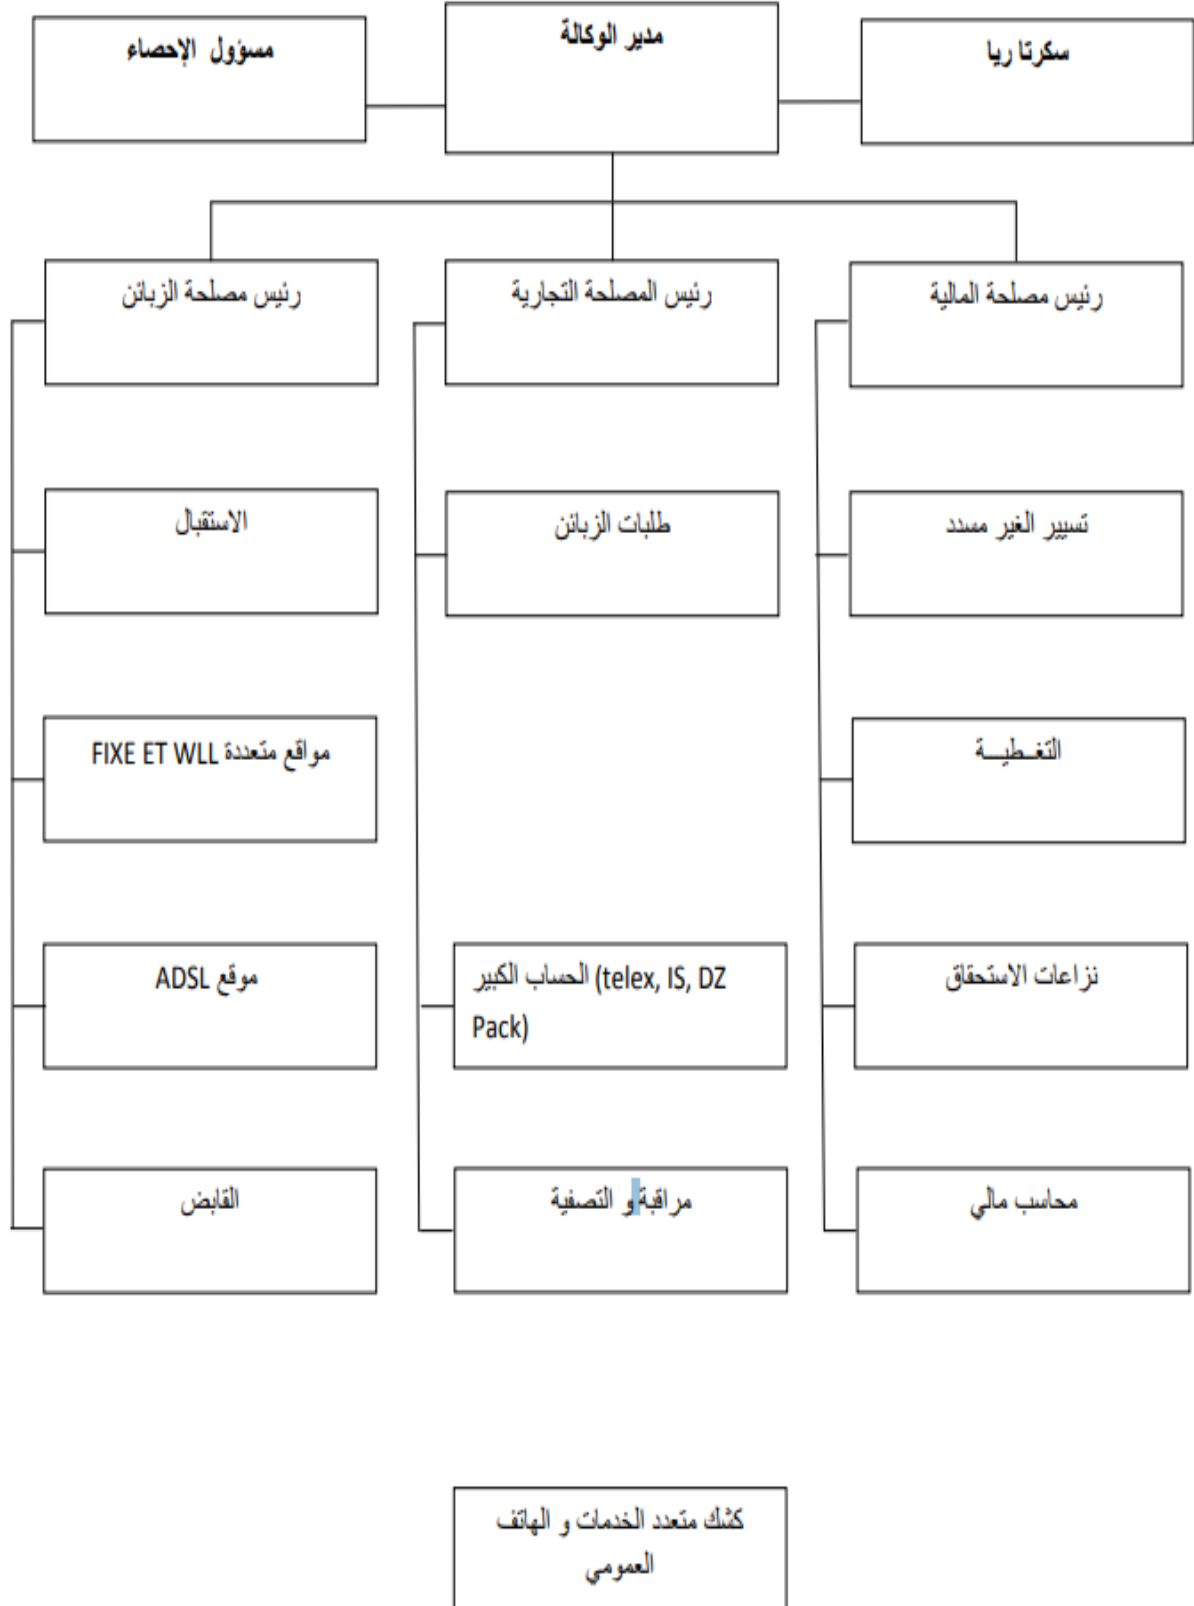 سكرتا ريا
مدير الوكالة
مسؤول الإحصاء
رئيس مصلحة المالية
رئيس المصلحة التجارية
رئيس مصلحة الزبائن
تسيير الغير مسدد
طلبات الزبائن
الاستقبال
التغـطيــة
مواقع متعددة FIXE ET WLL
نزاعات الاستحقاق
الحساب الكبير (telex, IS, DZ
Pack)
موقع ADSL
محاسب مالي
مراقبة و التصفية
القابض
كشك متعدد الخدمات و الهاتف
العمومي